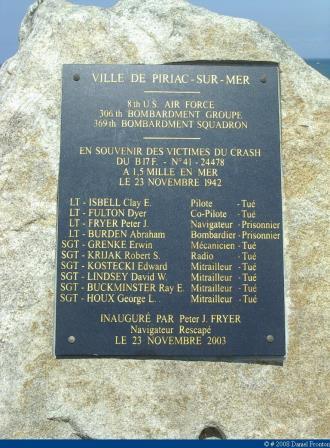 VILLE DE PIRIAC-SUR-MER
8th U.S. AIR FORCE
306th BOMBARDMENT GROUPE
369th BOMBARDMENT SQUADRON
EN SOUVENIR DES VICTIMES DU CRASH
DU B17F. - N°41 - 24478
A 1,5 MILLE EN MER
LE 23 NOVEMBRE 1942
LT - ISBELL Clay E. Pilote - Tué
LT - FULTON Dyer Co-Pilote - Tué
LT - FRYER Peter J. Navigateur - Prisonnier
LT - BURDEN Abraham Bombardier - Prisonnier
SGT - GRENKE Erwin Mécanicien - Tué
SGT - KRIJAK Robert S. Radio - Tué
SGT - KOSTECKI Edward Mitrailleur - Tué
SGT - LINDSEY David W. Mitrailleur - Tué
SGT - BUCKMINSTER Ray E. Mitrailleur - Tué
SGT - HOUX George L. Mitrailleur - Tué
INAUGURÉ PAR Peter J. FRYER
Navigateur Rescapé
LE 23 NOVEMBRE 2003
© # 2008 Daniel Fronton